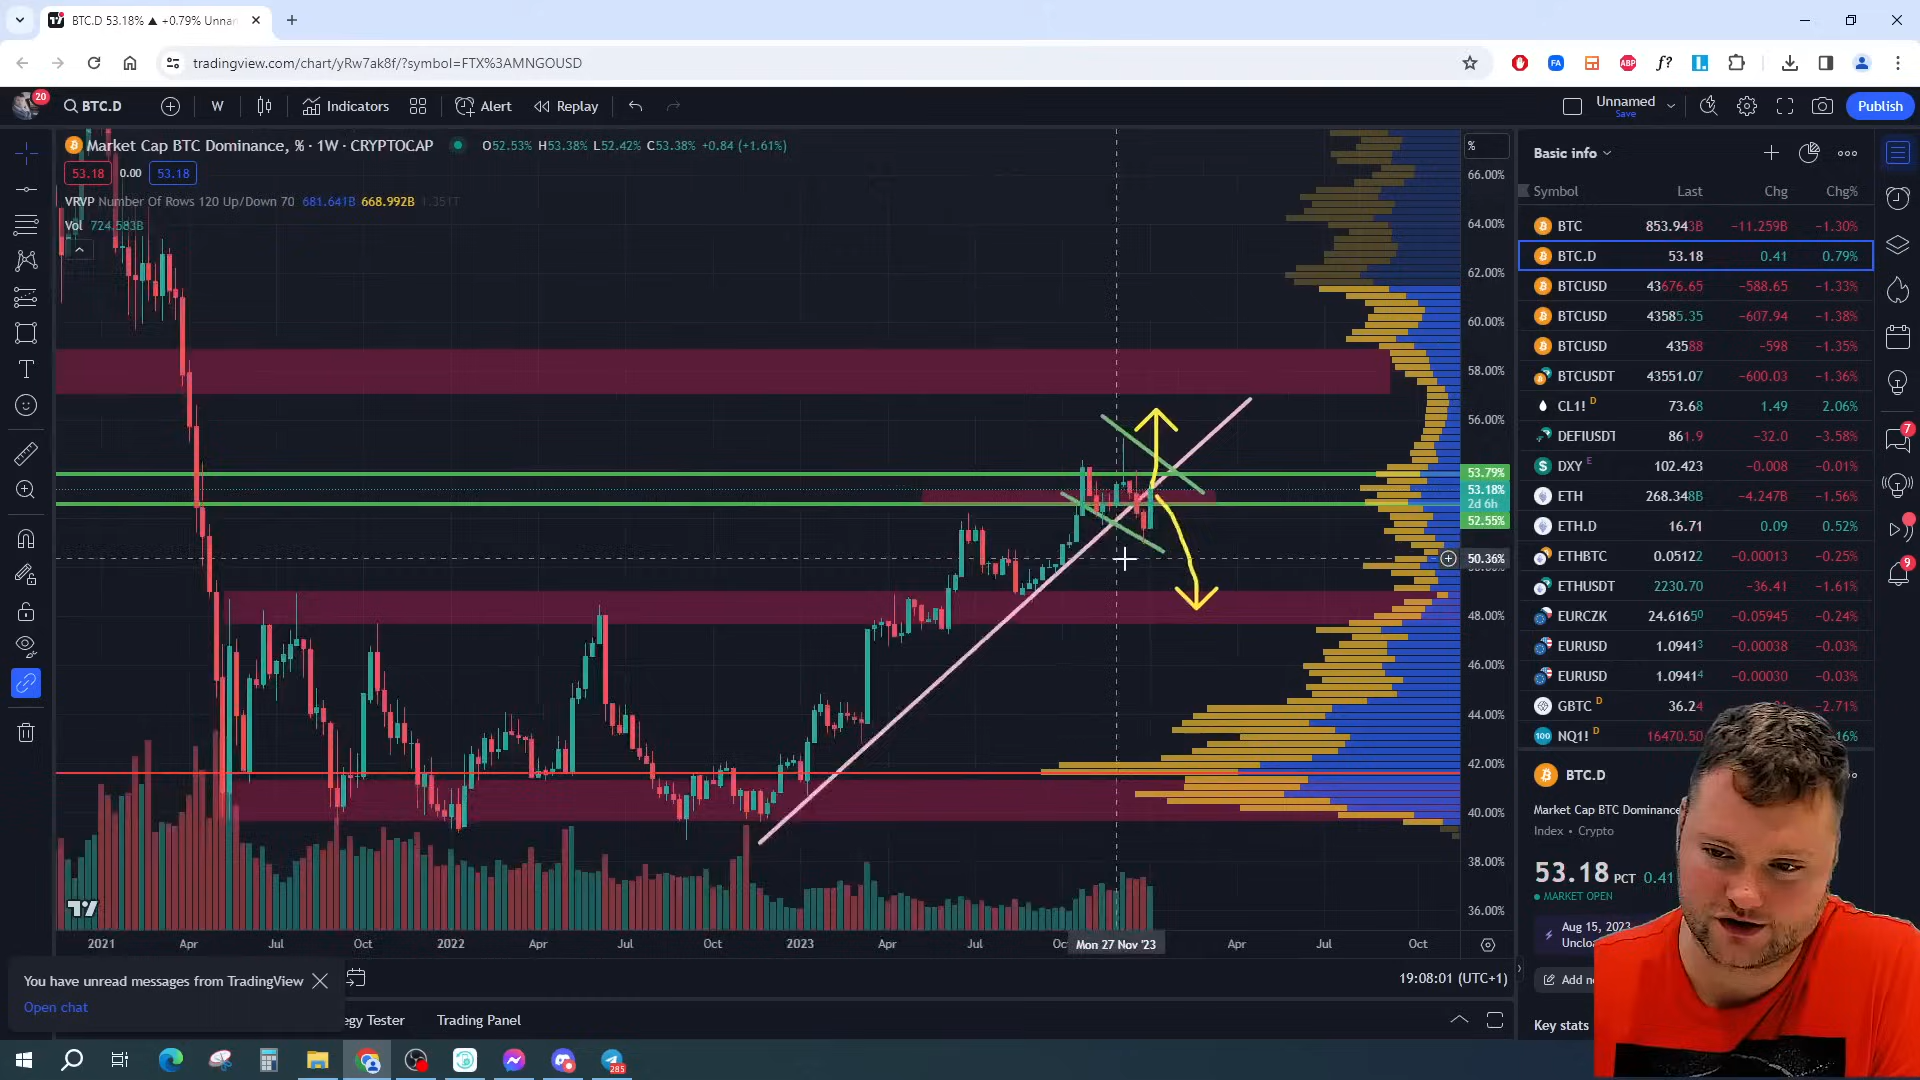 BTC.D 53.18% ▲ +0.79% Unnan
tradingview.com/chart/yRw7ak8f/?symbol=FTX%3AMNGOUSD
FA
ABP
f?
20
BTC.D
W
Indicators
Alert
Replay
Unnamed
Save
Publish
Market Cap BTC Dominance, % · 1W · CRYPTOCAP
O52.53% H53.38% L52.42% C53.38% +0.84 (+1.61%)
53.18
0.00
53.18
VRVP Number Of Rows 120 Up/Down 70 681.641B 668.992B 1.351T
Vol 724.583B
%
66.00%
64.00%
62.00%
60.00%
58.00%
56.00%
53.79%
53.18%
2d 6h
52.55%
50.36%
48.00%
46.00%
44.00%
42.00%
40.00%
38.00%
36.00%
2021
Apr
Jul
Oct
2022
Apr
Jul
Oct
2023
Apr
Jul
Mon 27 Nov '23
Apr
Jul
Oct
19:08:01 (UTC+1)
You have unread messages from TradingView
Open chat
egy Tester
Trading Panel
Basic info
Symbol Last Chg Chg%
BTC 853.943B −11.259B −1.30%
BTC.D 53.18 0.41 0.79%
BTCUSD 43676.65 −588.65 −1.33%
BTCUSD 43585.35 −607.94 −1.38%
BTCUSD 43588 −598 −1.35%
BTCUSDT 43551.07 −600.03 −1.36%
CL1! D 73.68 1.49 2.06%
DEFIUSDT 861.9 −32.0 −3.58%
DXY E 102.423 −0.008 −0.01%
ETH 268.348B −4.247B −1.56%
ETH.D 16.71 0.09 0.52%
ETHBTC 0.05122 −0.00013 −0.25%
ETHUSDT 2230.70 −36.41 −1.61%
EURCZK 24.61650 −0.05945 −0.24%
EURUSD 1.09413 −0.00038 −0.03%
EURUSD 1.09414 −0.00030 −0.03%
GBTC D 36.24 −2.71%
100 NQ1! D 16470.50 16%
BTC.D
Market Cap BTC Dominance
Index • Crypto
53.18 PCT 0.41
MARKET OPEN
Aug 15, 2023
Add
Key stats
7
9
285